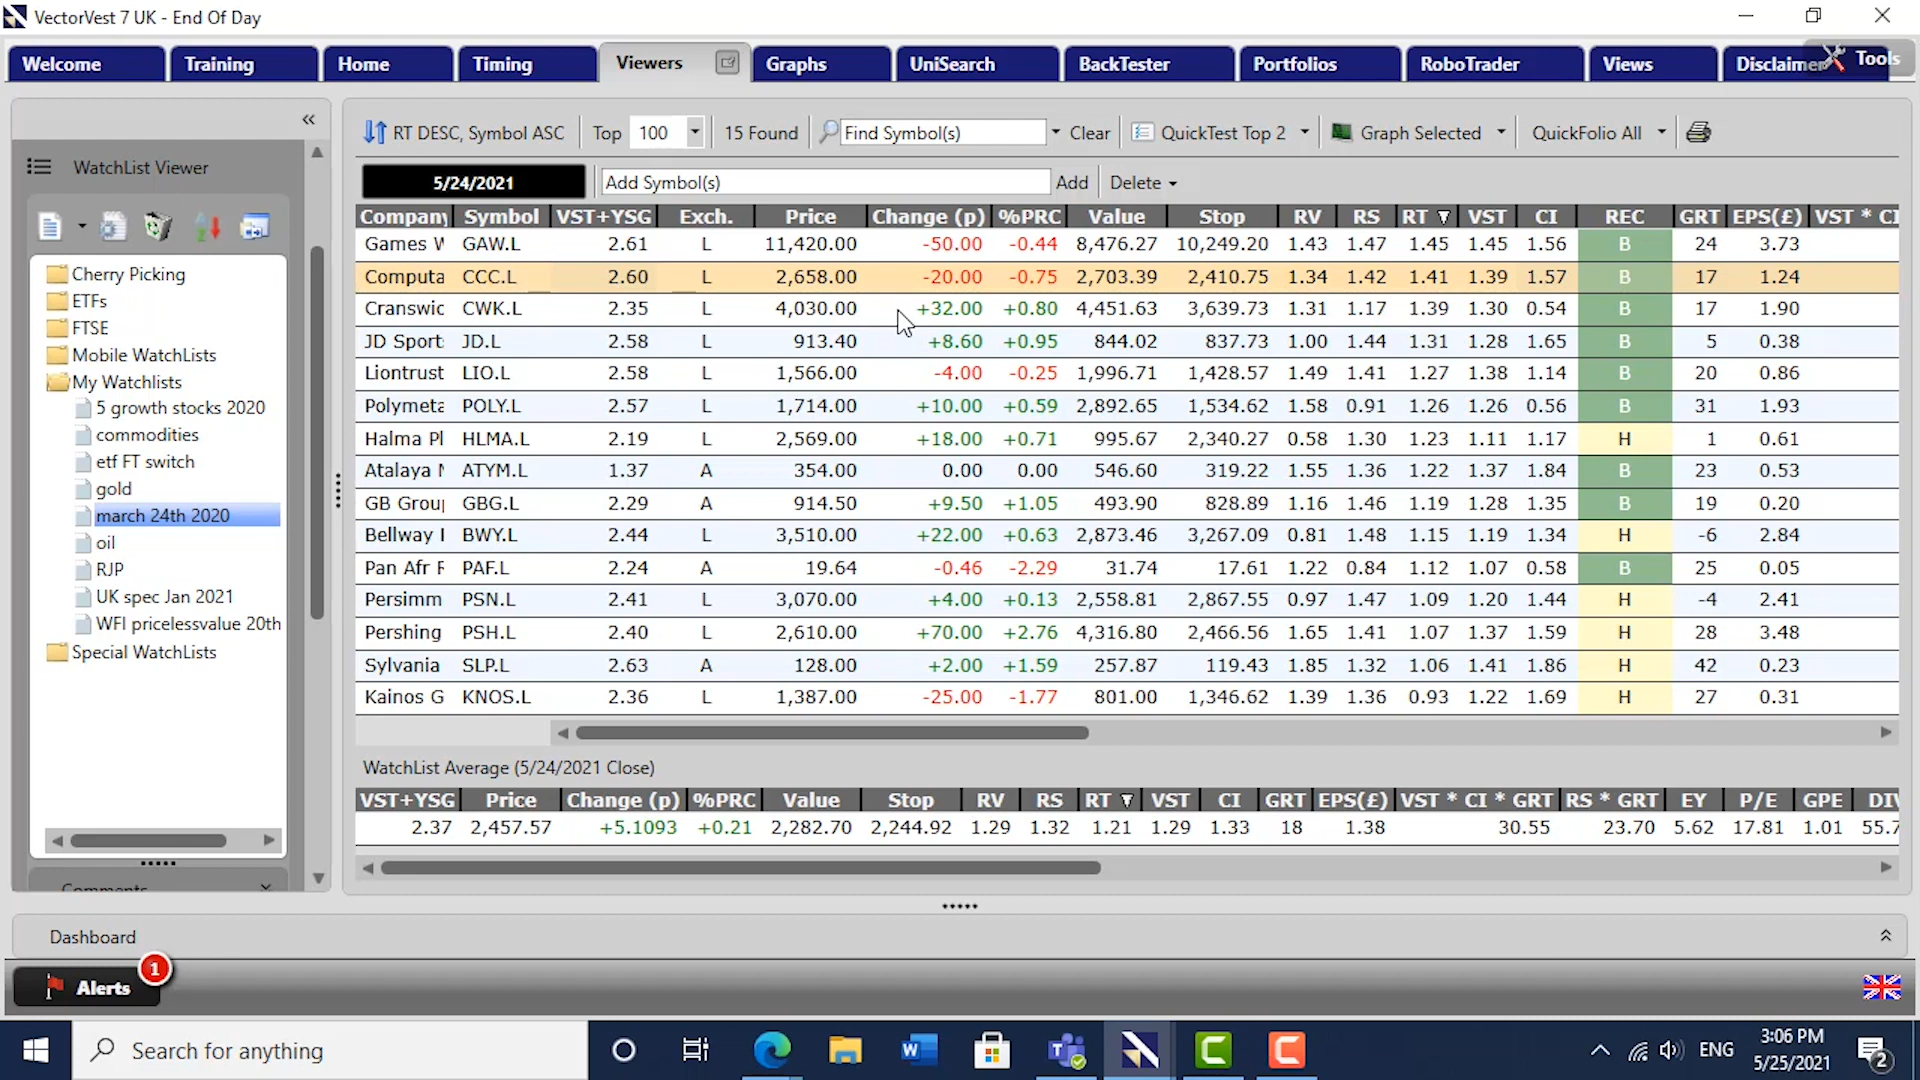 VectorVest 7 UK - End Of Day
Welcome Training Home Timing Viewers Graphs UniSearch BackTester Portfolios RoboTrader Views Disclaimer Tools
RT DESC, Symbol ASC Top 100 15 Found Find Symbol(s) Clear QuickTest Top 2 Graph Selected QuickFolio All
5/24/2021 Add Symbol(s) Add Delete
WatchList Viewer
Cherry Picking
ETFs
FTSE
Mobile WatchLists
My Watchlists
5 growth stocks 2020
commodities
etf FT switch
gold
march 24th 2020
oil
RJP
UK spec Jan 2021
WFI pricelessvalue 20th
Special WatchLists
Comments
Company Symbol VST+YSG Exch. Price Change (p) %PRC Value Stop RV RS RT VST CI REC GRT EPS(£) VST * CI
Games W GAW.L 2.61 L 11,420.00 -50.00 -0.44 8,476.27 10,249.20 1.43 1.47 1.45 1.45 1.56 B 24 3.73
Computa CCC.L 2.60 L 2,658.00 -20.00 -0.75 2,703.39 2,410.75 1.34 1.42 1.41 1.39 1.57 B 17 1.24
Cranswic CWK.L 2.35 L 4,030.00 +32.00 +0.80 4,451.63 3,639.73 1.31 1.17 1.39 1.30 0.54 B 17 1.90
JD Sport: JD.L 2.58 L 913.40 +8.60 +0.95 844.02 837.73 1.00 1.44 1.31 1.28 1.65 B 5 0.38
Liontrust LIO.L 2.58 L 1,566.00 -4.00 -0.25 1,996.71 1,428.57 1.49 1.41 1.27 1.38 1.14 B 20 0.86
Polymeta POLY.L 2.57 L 1,714.00 +10.00 +0.59 2,892.65 1,534.62 1.58 0.91 1.26 1.26 0.56 B 31 1.93
Halma Pl HLMA.L 2.19 L 2,569.00 +18.00 +0.71 995.67 2,340.27 0.58 1.30 1.23 1.11 1.17 H 1 0.61
Atalaya M ATYM.L 1.37 A 354.00 0.00 0.00 546.60 319.22 1.55 1.36 1.22 1.37 1.84 B 23 0.53
GB Grou GBG.L 2.29 A 914.50 +9.50 +1.05 493.90 828.89 1.16 1.46 1.19 1.28 1.35 B 19 0.20
Bellway BWY.L 2.44 L 3,510.00 +22.00 +0.63 2,873.46 3,267.09 0.81 1.48 1.15 1.19 1.34 H -6 2.84
Pan Afr PAF.L 2.24 A 19.64 -0.46 -2.29 31.74 17.61 1.22 0.84 1.12 1.07 0.58 B 25 0.05
Persimm PSN.L 2.41 L 3,070.00 +4.00 +0.13 2,558.81 2,867.55 0.97 1.47 1.09 1.20 1.44 H -4 2.41
Pershing PSH.L 2.40 L 2,610.00 +70.00 +2.76 4,316.80 2,466.56 1.65 1.41 1.07 1.37 1.59 H 28 3.48
Sylvania SLP.L 2.63 A 128.00 +2.00 +1.59 257.87 119.43 1.85 1.32 1.06 1.41 1.86 H 42 0.23
Kainos G KNOS.L 2.36 L 1,387.00 -25.00 -1.77 801.00 1,346.62 1.39 1.36 0.93 1.22 1.69 H 27 0.31
WatchList Average (5/24/2021 Close)
VST+YSG Price Change (p) %PRC Value Stop RV RS RT VST CI GRT EPS(£) VST * CI * GRT RS * GRT EY P/E GPE DIV
2.37 2,457.57 +5.1093 +0.21 2,282.70 2,244.92 1.29 1.32 1.21 1.29 1.33 18 1.38 30.55 23.70 5.62 17.81 1.01 55.7
Dashboard
Alerts 1
Search for anything ENG 3:06 PM
5/25/2021 2